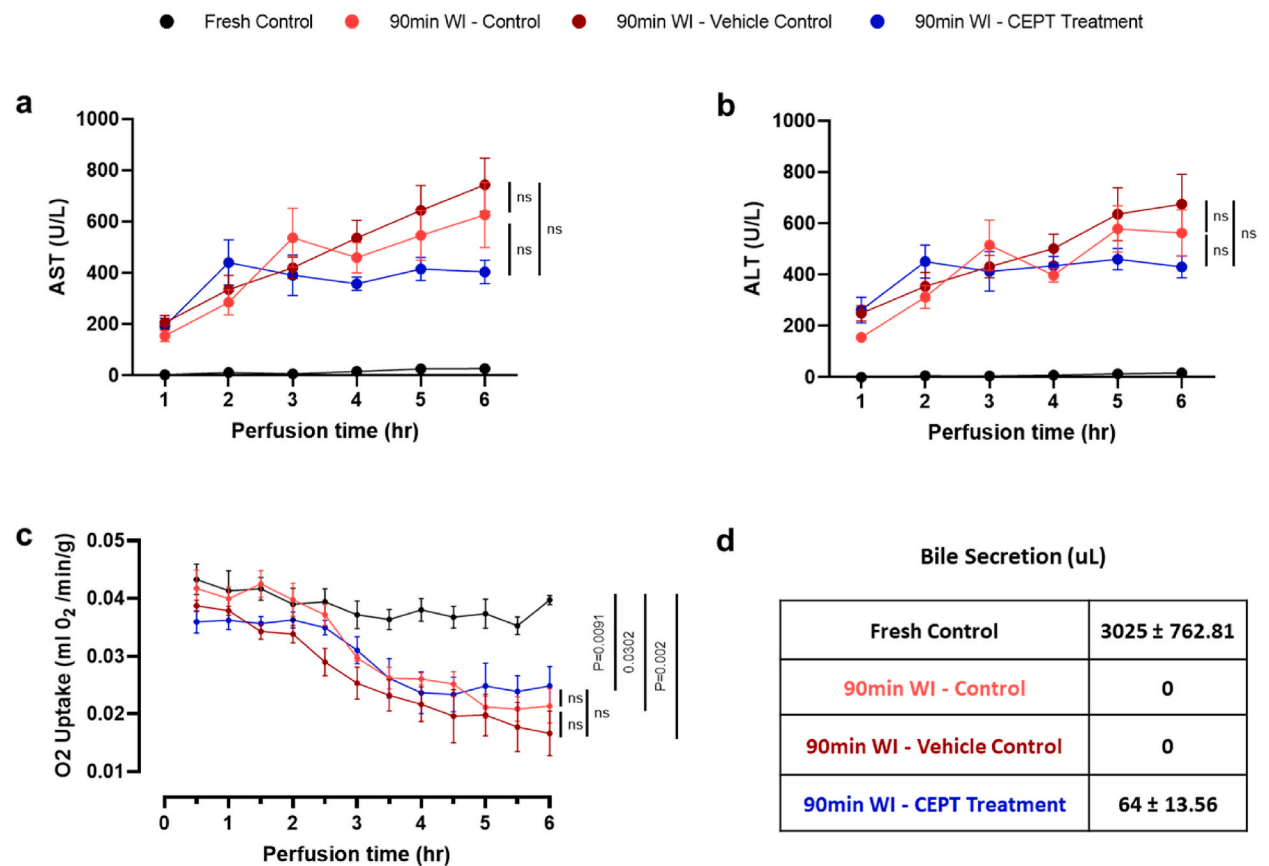 Fresh Control 90min WI - Control 90min WI - Vehicle Control 90min WI - CEPT Treatment
a
AST (U/L)
1000
800
600
400
200
0
ns
ns
ns
1 2 3 4 5 6
Perfusion time (hr)
b
ALT (U/L)
1000
800
600
400
200
0
ns
ns
ns
1 2 3 4 5 6
Perfusion time (hr)
c
O2 Uptake (ml 0₂ /min/g)
0.05
0.04
0.03
0.02
0.01
P=0.0091
0.0302
P=0.002
ns
ns
ns
0 1 2 3 4 5 6
Perfusion time (hr)
d
Bile Secretion (uL)
Fresh Control 3025 ± 762.81
90min WI - Control 0
90min WI - Vehicle Control 0
90min WI - CEPT Treatment 64 ± 13.56